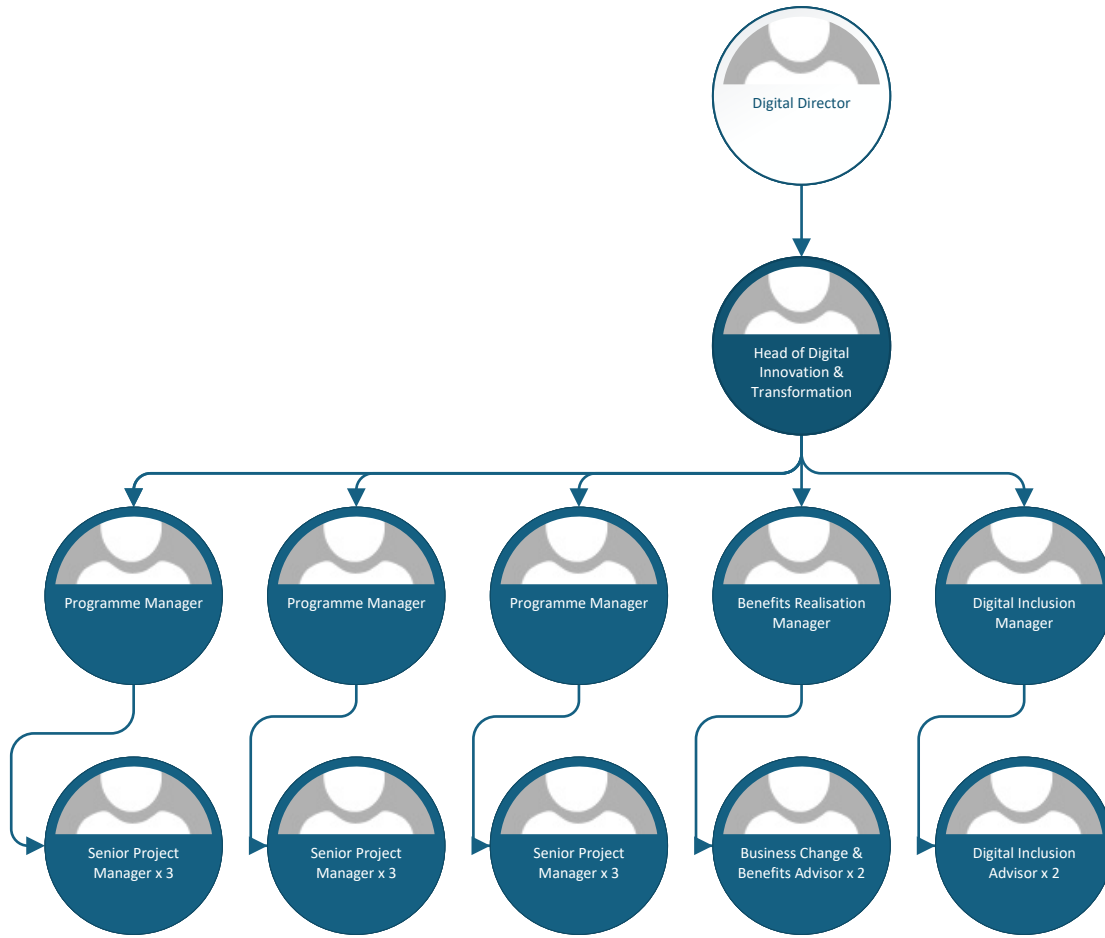 Digital Director
Head of Digital
Innovation &
Transformation
Programme Manager
Programme Manager
Programme Manager
Benefits Realisation
Manager
Digital Inclusion
Manager
Senior Project
Manager x 3
Senior Project
Manager x 3
Senior Project
Manager x 3
Business Change &
Benefits Advisor x 2
Digital Inclusion
Advisor x 2